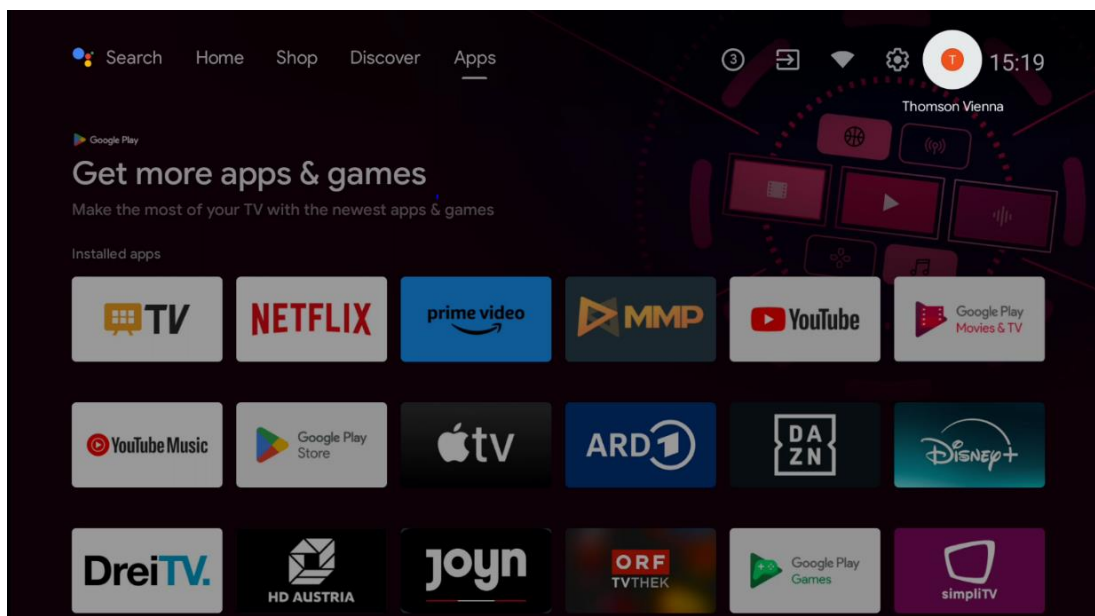 Search Home Shop Discover Apps 3 15:19
T
Thomson Vienna
Google Play
Get more apps & games
Make the most of your TV with the newest apps & games
Installed apps
TV NETFLIX prime video MMP YouTube Google Play Movies & TV
YouTube Music Google Play Store tv ARD 1 DAZN Disney+
DreiTV. HD AUSTRIA JOYN ORF TVTHEK Google Play Games simpliTV